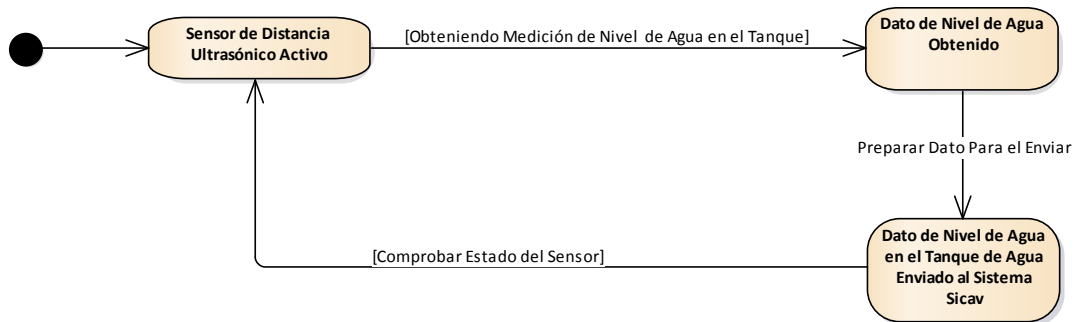 Sensor de Distancia
Ultrasónico Activo
[Obteniendo Medición de Nivel de Agua en el Tanque]
Dato de Nivel de Agua
Obtenido
Preparar Dato Para el Enviar
Dato de Nivel de Agua
en el Tanque de Agua
Enviado al Sistema
Sicav
[Comprobar Estado del Sensor]